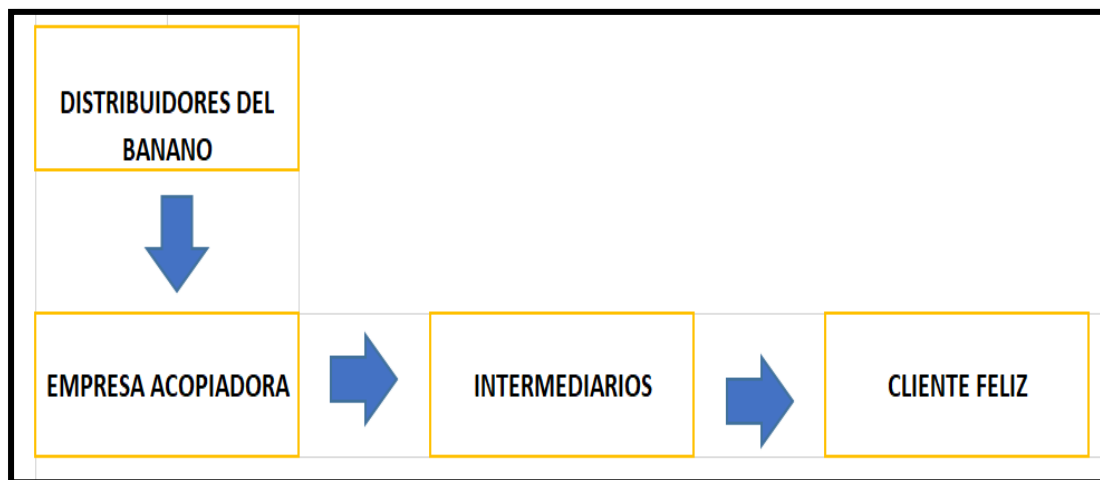 DISTRIBUIDORES DEL
BANANO
EMPRESA ACOPIADORA
INTERMEDIARIOS
CLIENTE FELIZ